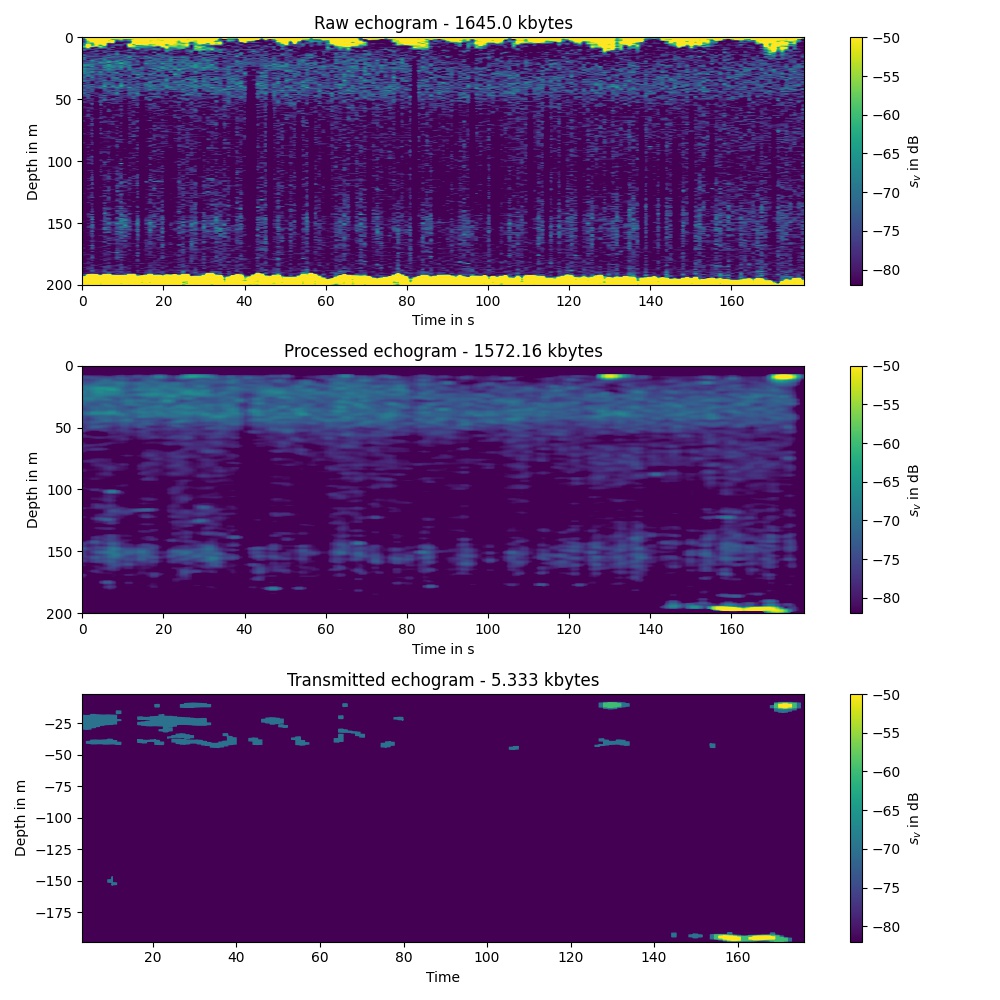 Raw echogram - 1645.0 kbytes
0
50
100
150
200
Depth in m
0 20 40 60 80 100 120 140 160
Time in s
−50
−55
−60
−65
−70
−75
−80
sv in dB
Processed echogram - 1572.16 kbytes
0
50
100
150
200
Depth in m
0 20 40 60 80 100 120 140 160
Time in s
−50
−55
−60
−65
−70
−75
−80
sv in dB
Transmitted echogram - 5.333 kbytes
−25
−50
−75
−100
−125
−150
−175
Depth in m
20 40 60 80 100 120 140 160
Time
−50
−55
−60
−65
−70
−75
−80
sv in dB